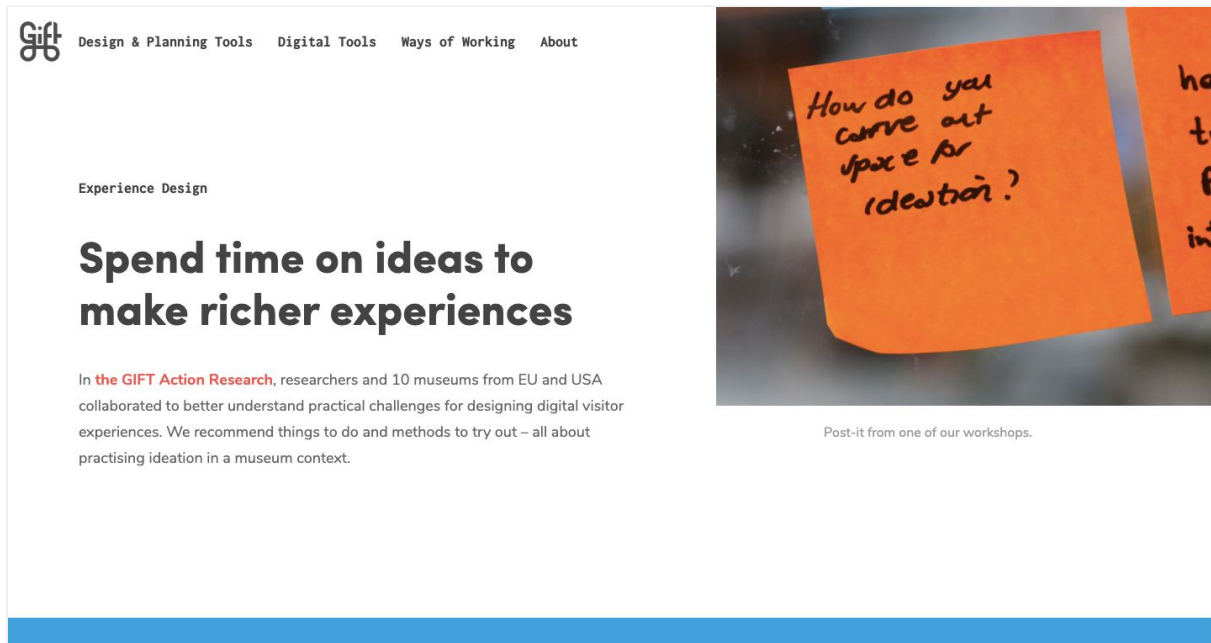 Gift
Design & Planning Tools Digital Tools Ways of Working About
Experience Design
Spend time on ideas to
make richer experiences
In the GIFT Action Research, researchers and 10 museums from EU and USA
collaborated to better understand practical challenges for designing digital visitor
experiences. We recommend things to do and methods to try out – all about
practising ideation in a museum context.
How do you
carve out
space for
ideation?
Post-it from one of our workshops.